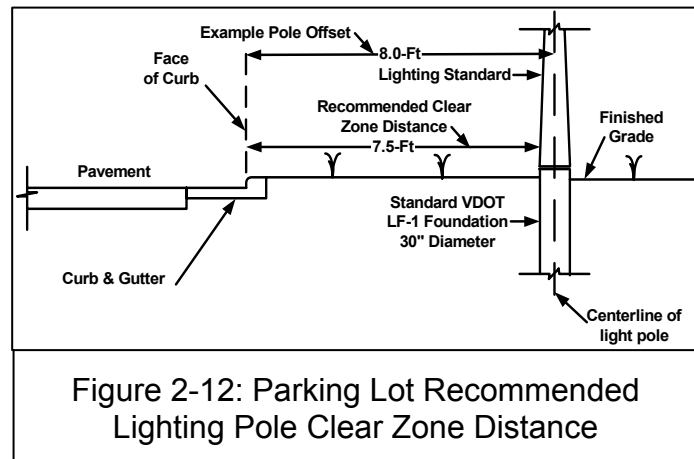 Example Pole Offset
8.0-Ft
Face
of Curb
Lighting Standard
Recommended Clear
Zone Distance
7.5-Ft
Finished
Grade
Pavement
Standard VDOT
LF-1 Foundation
30" Diameter
Curb & Gutter
Centerline of
light pole
Figure 2-12: Parking Lot Recommended
Lighting Pole Clear Zone Distance